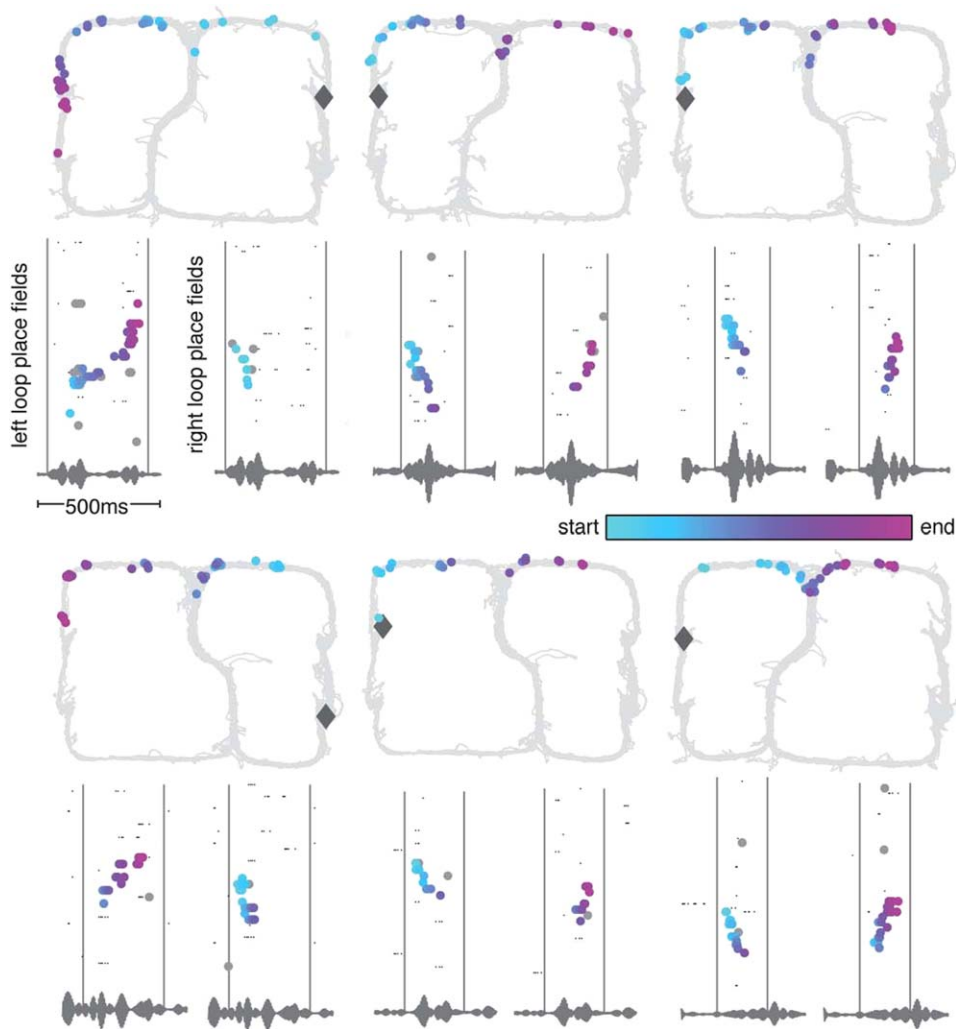 left loop place fields
right loop place fields
500ms
start
end